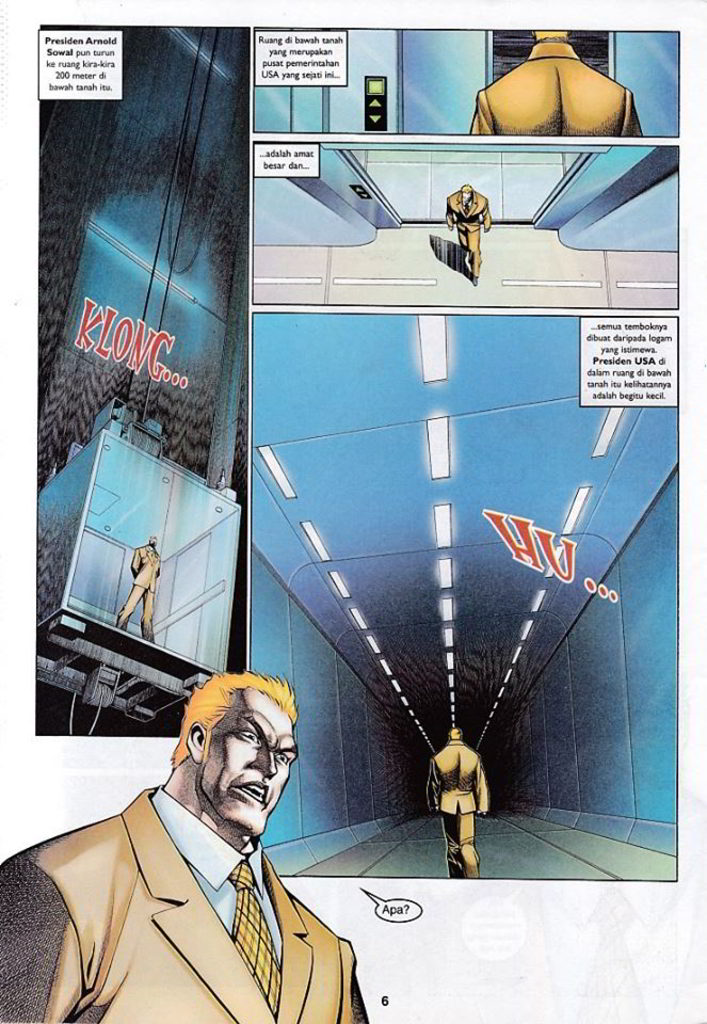 Presiden Arnold
Sowal pun turun
ke ruang kira-kira
200 meter di
bawah tanah itu.
KLONG...
Ruang di bawah tanah
yang merupakan
pusat pemerintahan
USA yang sejati ini...
...adalah amat
besar dan...
...semua temboknya
dibuat daripada logam
yang istimewa.
Presiden USA di
dalam ruang di bawah
tanah itu kelihatannya
adalah begitu kecil.
HU...
Apa?
6